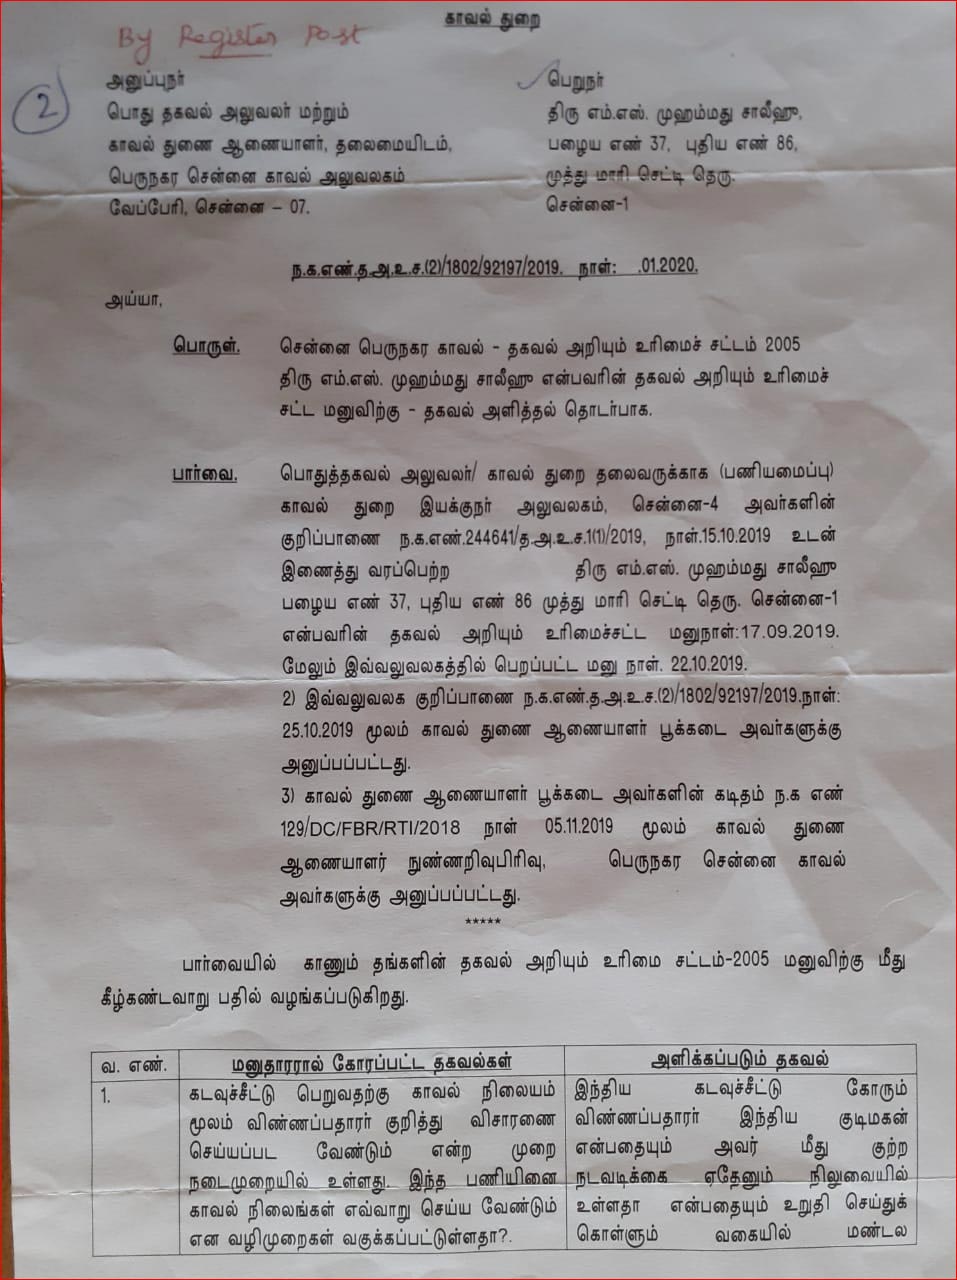 காவல் துறை
By Register Post
2
அனுப்புநர்
பொது தகவல் அலுவலர் மற்றும்
காவல் துணை ஆணையாளர், தலைமையிடம்,
பெருநகர சென்னை காவல் அலுவலகம்
வேப்பேரி, சென்னை – 07.
பெறுநர்
திரு எம்.எஸ். முஹம்மது சாலீஹு,
பழைய எண் 37, புதிய எண் 86,
முத்து மாரி செட்டி தெரு.
சென்னை-1
ந.க.எண்.த.அ.உ.ச.(2)/1802/92197/2019. நாள்: .01.2020.
அய்யா,
பொருள். சென்னை பெருநகர காவல் - தகவல் அறியும் உரிமைச் சட்டம் 2005
திரு எம்.எஸ். முஹம்மது சாலீஹு என்பவரின் தகவல் அறியும் உரிமைச்
சட்ட மனுவிற்கு - தகவல் அளித்தல் தொடர்பாக.
பார்வை. பொதுத்தகவல் அலுவலர்/ காவல் துறை தலைவருக்காக (பணியமைப்பு)
காவல் துறை இயக்குநர் அலுவலகம், சென்னை-4 அவர்களின்
குறிப்பாணை ந.க.எண்.244641/த.அ.உ.ச.1(1)/2019, நாள்.15.10.2019 உடன்
இணைத்து வரப்பெற்ற திரு எம்.எஸ். முஹம்மது சாலீஹு
பழைய எண் 37, புதிய எண் 86 முத்து மாரி செட்டி தெரு. சென்னை-1
என்பவரின் தகவல் அறியும் உரிமைச்சட்ட மனுநாள்:17.09.2019.
மேலும் இவ்வலுவலகத்தில் பெறப்பட்ட மனு நாள். 22.10.2019.
2) இவ்வலுவலக குறிப்பாணை ந.க.எண்.த.அ.உ.ச.(2)/1802/92197/2019.நாள்:
25.10.2019 மூலம் காவல் துணை ஆணையாளர் பூக்கடை அவர்களுக்கு
அனுப்பப்பட்டது.
3) காவல் துணை ஆணையாளர் பூக்கடை அவர்களின் கடிதம் ந.க எண்
129/DC/FBR/RTI/2018 நாள் 05.11.2019 மூலம் காவல் துணை
ஆணையாளர் நுண்ணறிவுபிரிவு, பெருநகர சென்னை காவல்
அவர்களுக்கு அனுப்பப்பட்டது.
*****
பார்வையில் காணும் தங்களின் தகவல் அறியும் உரிமை சட்டம்-2005 மனுவிற்கு மீது
கீழ்கண்டவாறு பதில் வழங்கப்படுகிறது.
வ. எண். மனுதாரரால் கோரப்பட்ட தகவல்கள் அளிக்கப்படும் தகவல்
1. கடவுச்சீட்டு பெறுவதற்கு காவல் நிலையம்
மூலம் விண்ணப்பதாரர் குறித்து விசாரணை
செய்யப்பட வேண்டும் என்ற முறை
நடைமுறையில் உள்ளது. இந்த பணியினை
காவல் நிலைங்கள் எவ்வாறு செய்ய வேண்டும்
என வழிமுறைகள் வகுக்கப்பட்டுள்ளதா?.
இந்திய கடவுச்சீட்டு கோரும்
விண்ணப்பதாரர் இந்திய குடிமகன்
என்பதையும் அவர் மீது குற்ற
நடவடிக்கை ஏதேனும் நிலுவையில்
உள்ளதா என்பதையும் உறுதி செய்துக்
கொள்ளும் வகையில் மண்டல